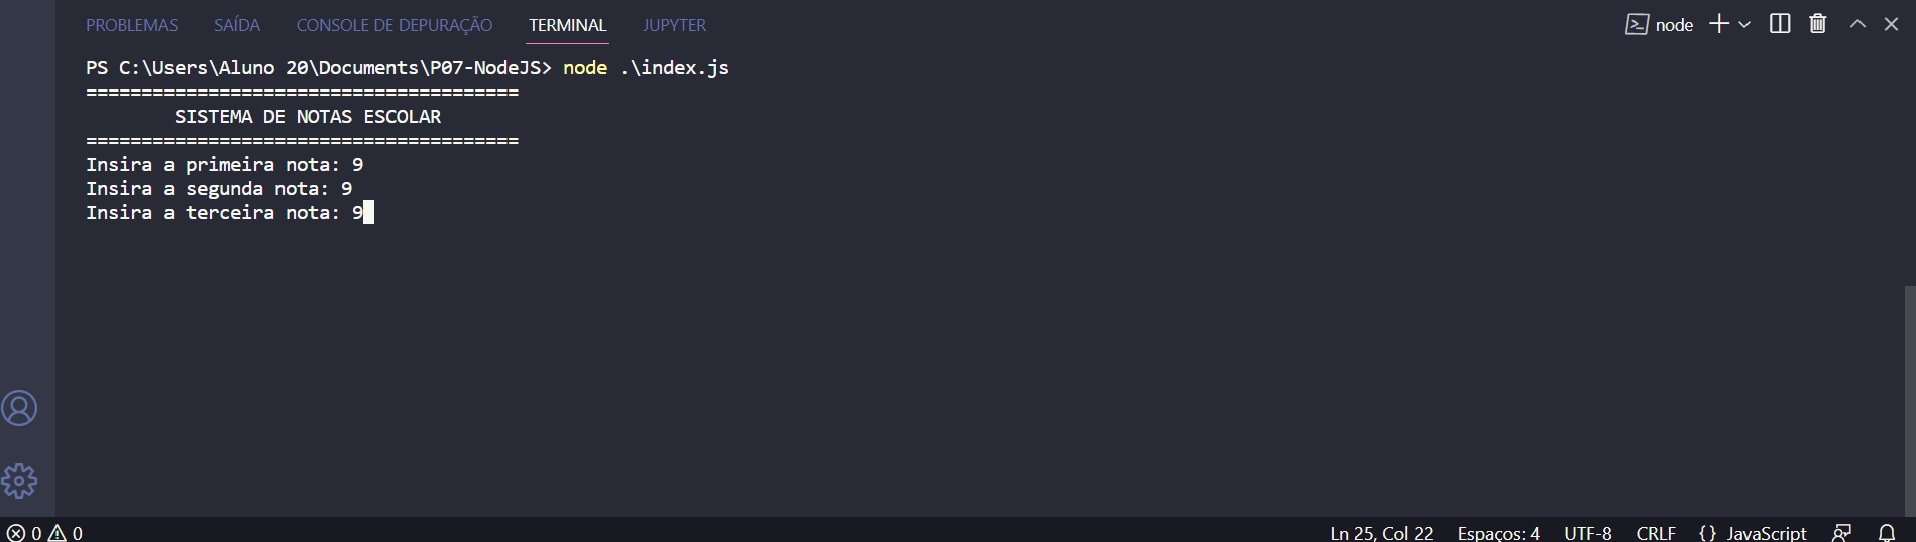 PROBLEMAS SAÍDA CONSOLE DE DEPURAÇÃO TERMINAL JUPYTER node
PS C:\Users\Aluno 20\Documents\P07-NodeJS> node .\index.js
=======================================
SISTEMA DE NOTAS ESCOLAR
=======================================
Insira a primeira nota: 9
Insira a segunda nota: 9
Insira a terceira nota: 9
0 0 Ln 25, Col 22 Espaços: 4 UTF-8 CRLF {} JavaScript